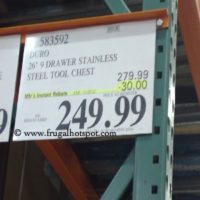 583592
DURO
26" 9 DRAWER STAINLESS
STEEL TOOL CHEST
279.99
Mfr's Instant Rebate
-30.00
249.99
9
www.frugalhotspot.com